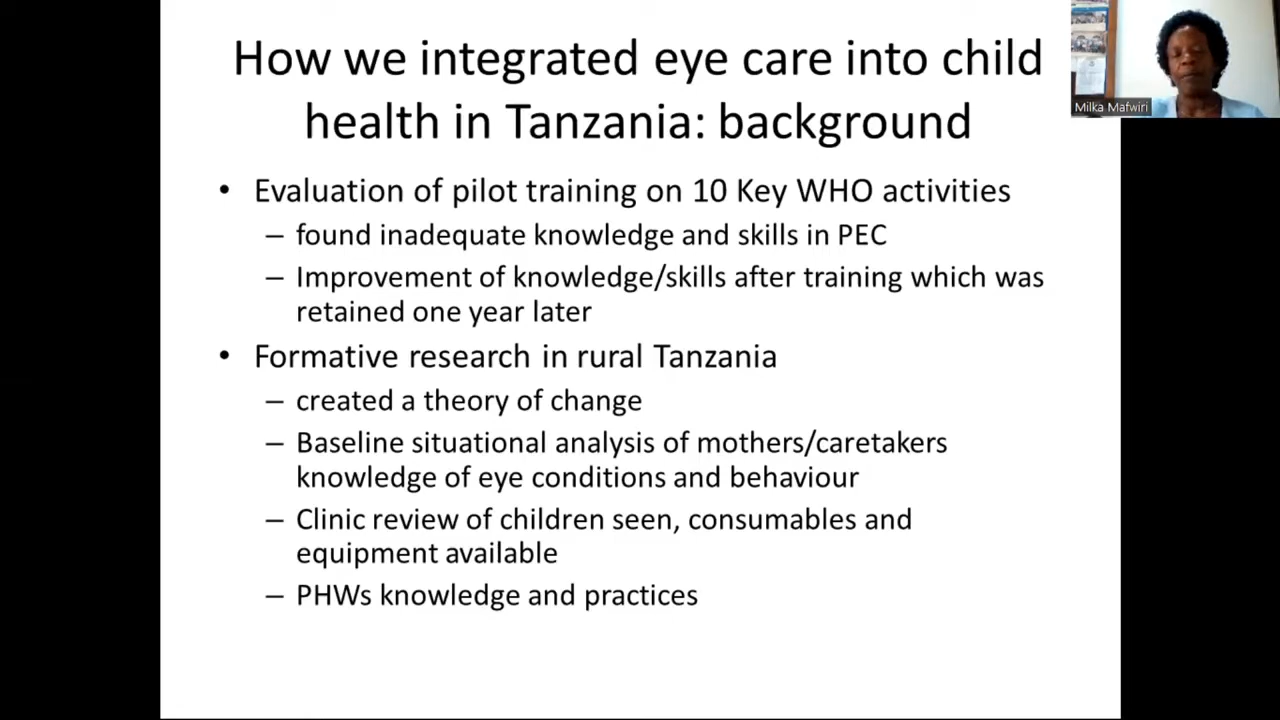 How we integrated eye care into child
health in Tanzania: background
Milka Mafwiri
• Evaluation of pilot training on 10 Key WHO activities
– found inadequate knowledge and skills in PEC
– Improvement of knowledge/skills after training which was
retained one year later
• Formative research in rural Tanzania
– created a theory of change
– Baseline situational analysis of mothers/caretakers
knowledge of eye conditions and behaviour
– Clinic review of children seen, consumables and
equipment available
– PHWs knowledge and practices